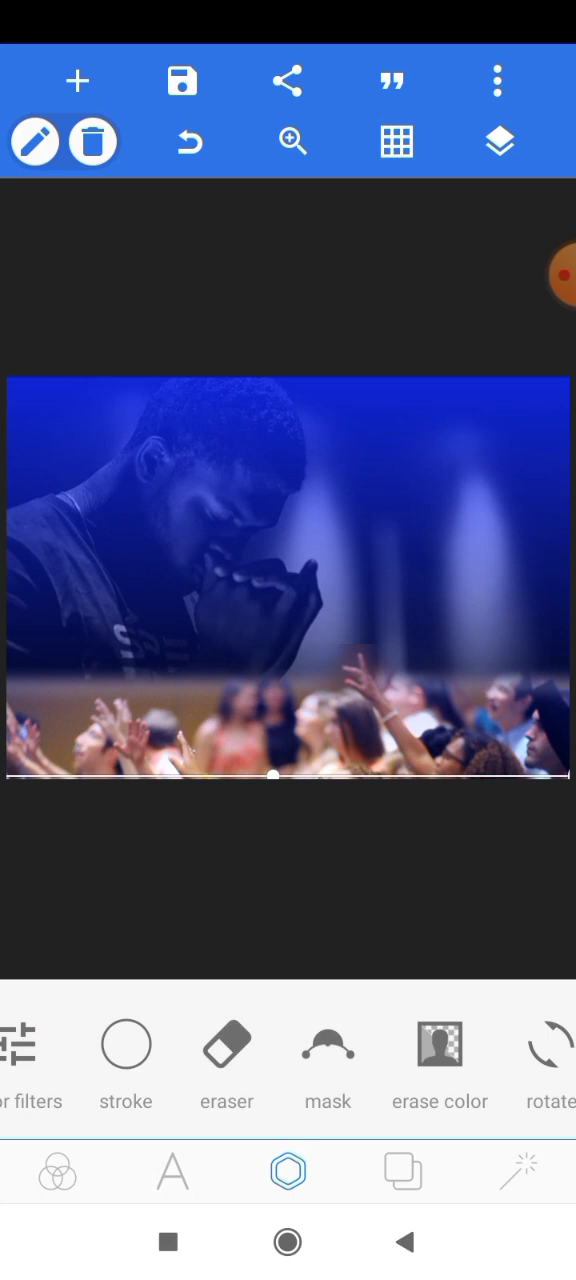 or filters
stroke
eraser
mask
erase color
rotate